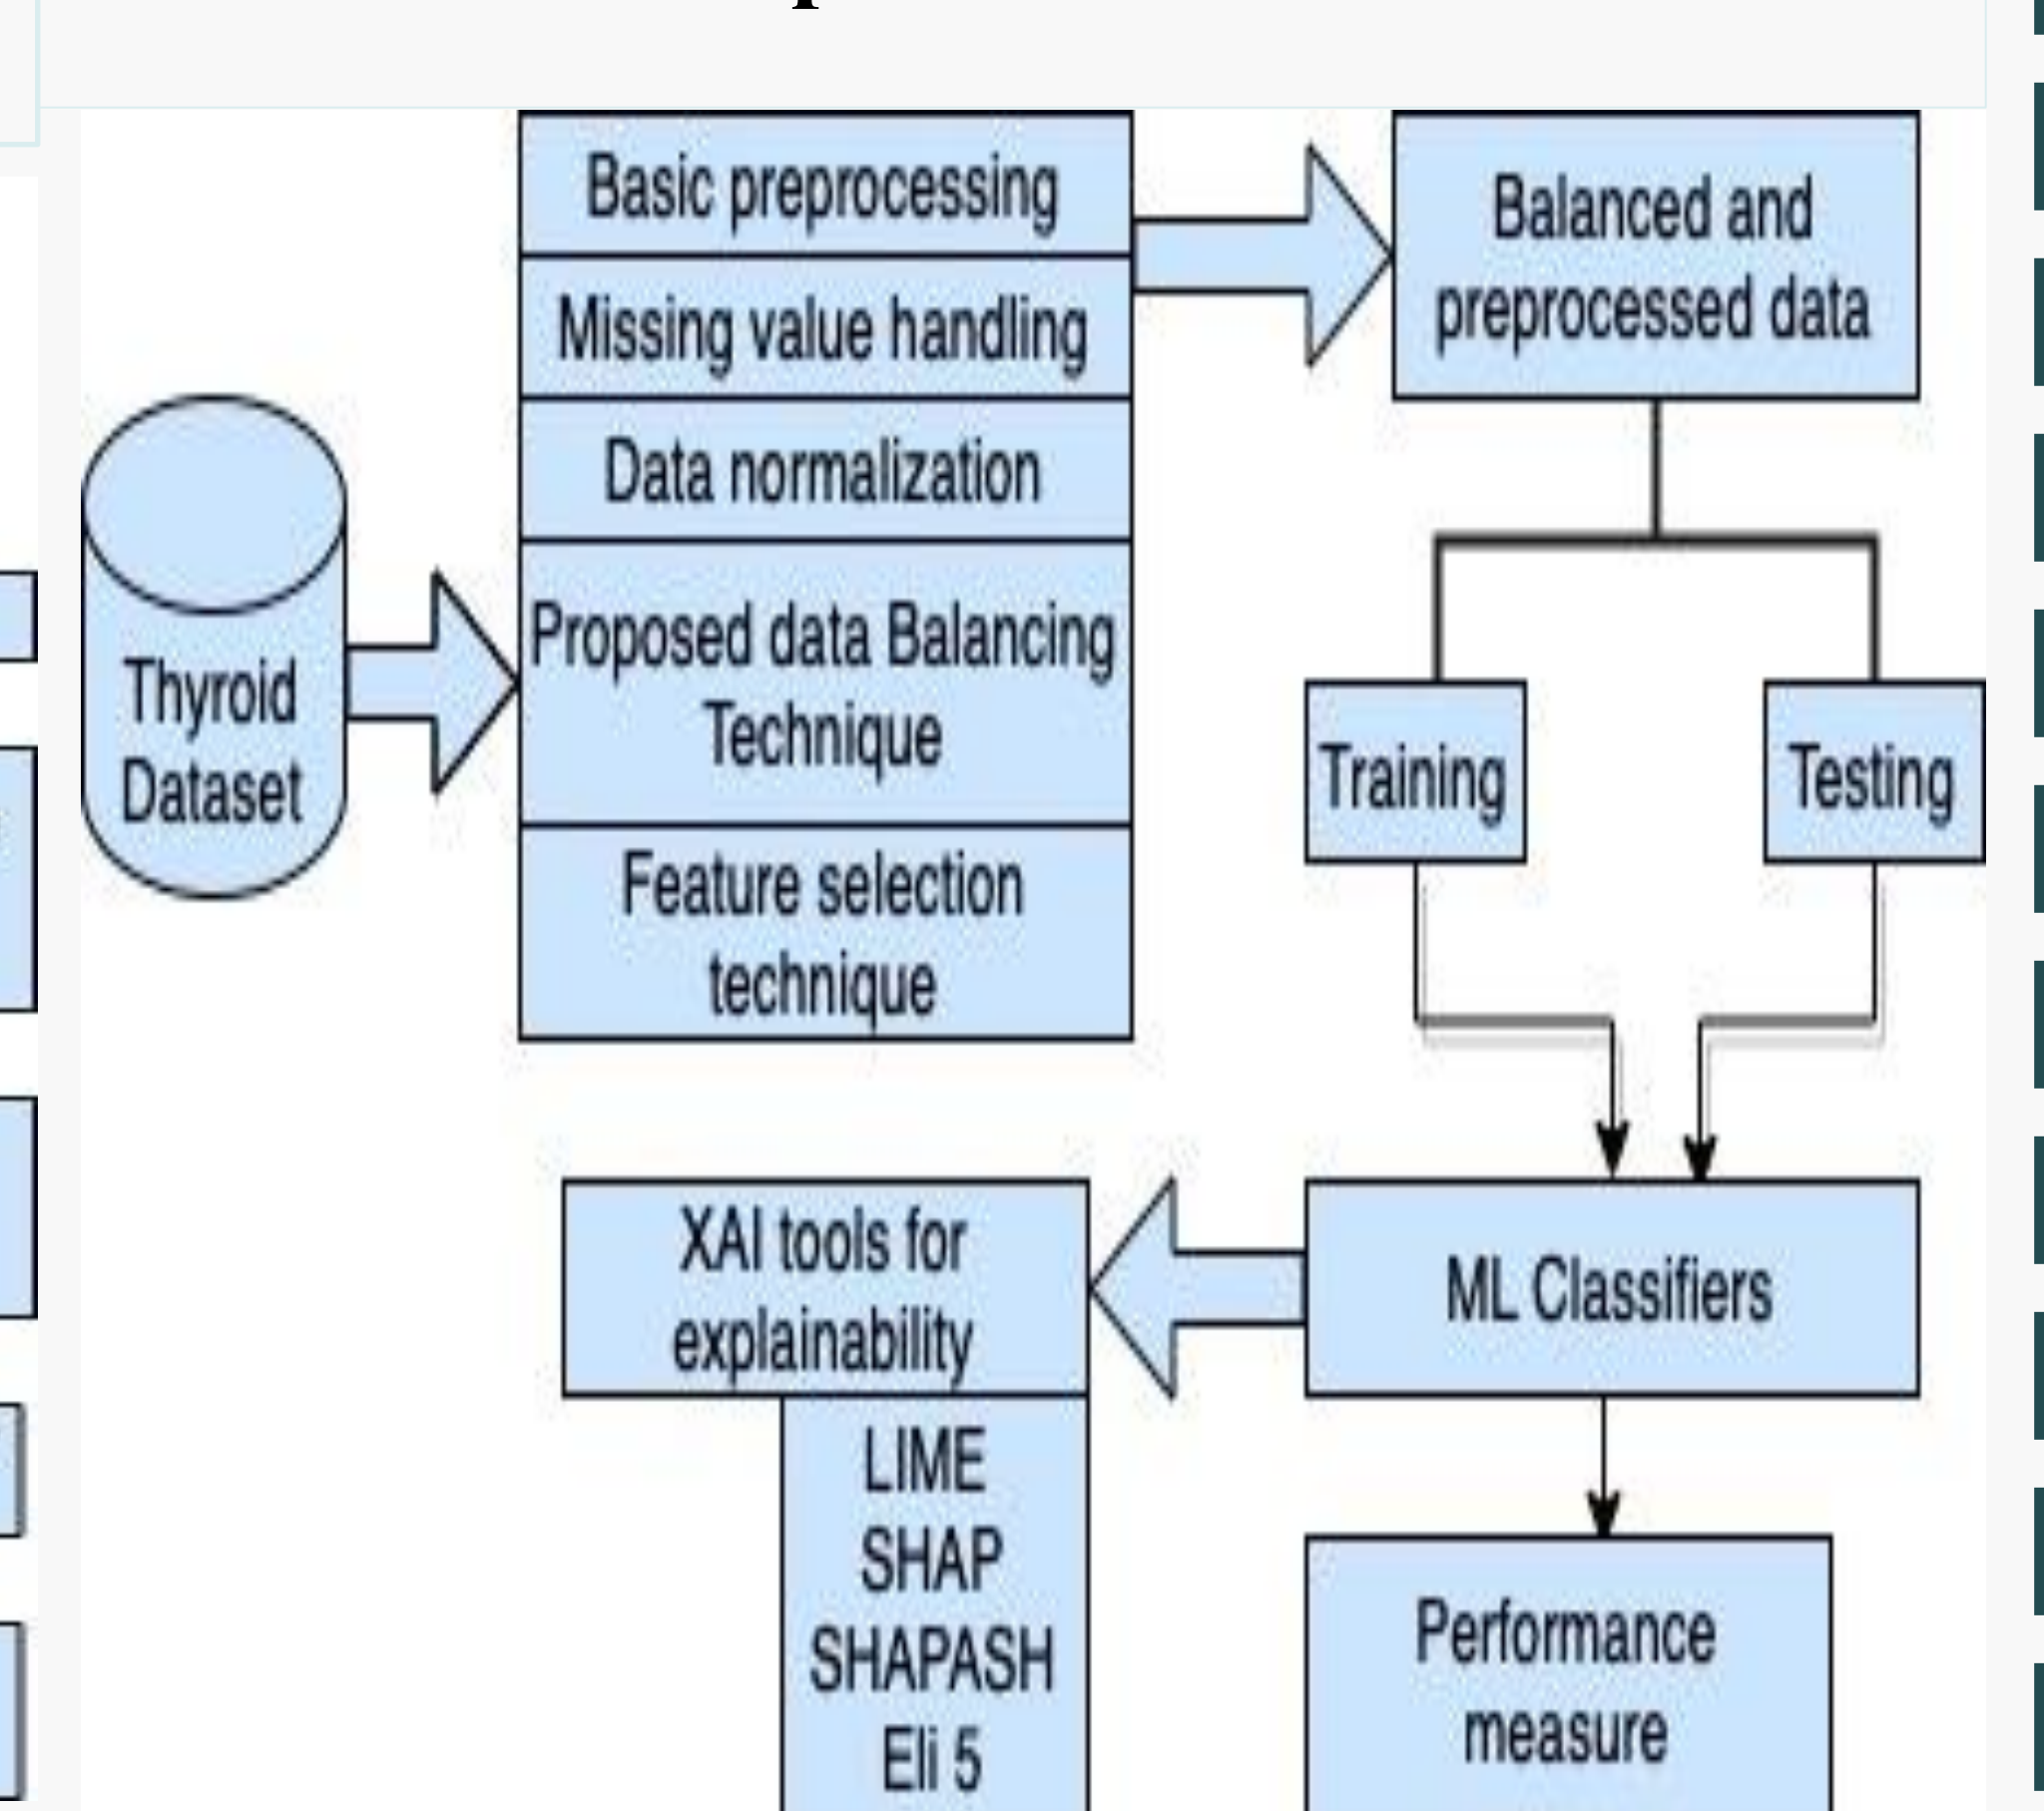 Basic preprocessing
Missing value handling
Data normalization
Proposed data Balancing
Technique
Feature selection
technique
Thyroid
Dataset
Balanced and
preprocessed data
Training
Testing
ML Classifiers
XAI tools for
explainability
LIME
SHAP
SHAPASH
Eli 5
Performance
measure